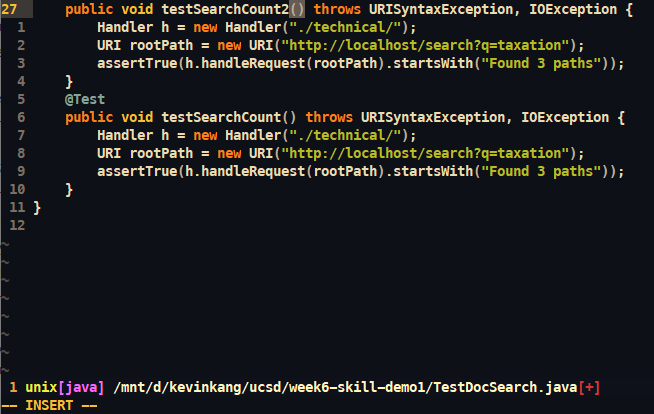 27      public void testSearchCount2() throws URISyntaxException, IOException {
  1         Handler h = new Handler("./technical/");
  2         URI rootPath = new URI("http://localhost/search?q=taxation");
  3         assertTrue(h.handleRequest(rootPath).startsWith("Found 3 paths"));
  4     }
  5     @Test
  6     public void testSearchCount() throws URISyntaxException, IOException {
  7         Handler h = new Handler("./technical/");
  8         URI rootPath = new URI("http://localhost/search?q=taxation");
  9         assertTrue(h.handleRequest(rootPath).startsWith("Found 3 paths"));
 10     }
 11 }
 12
~
~
~
~
~
~
~
~
 1 unix[java] /mnt/d/kevinkang/ucsd/week6-skill-demo1/TestDocSearch.java[+]
-- INSERT --